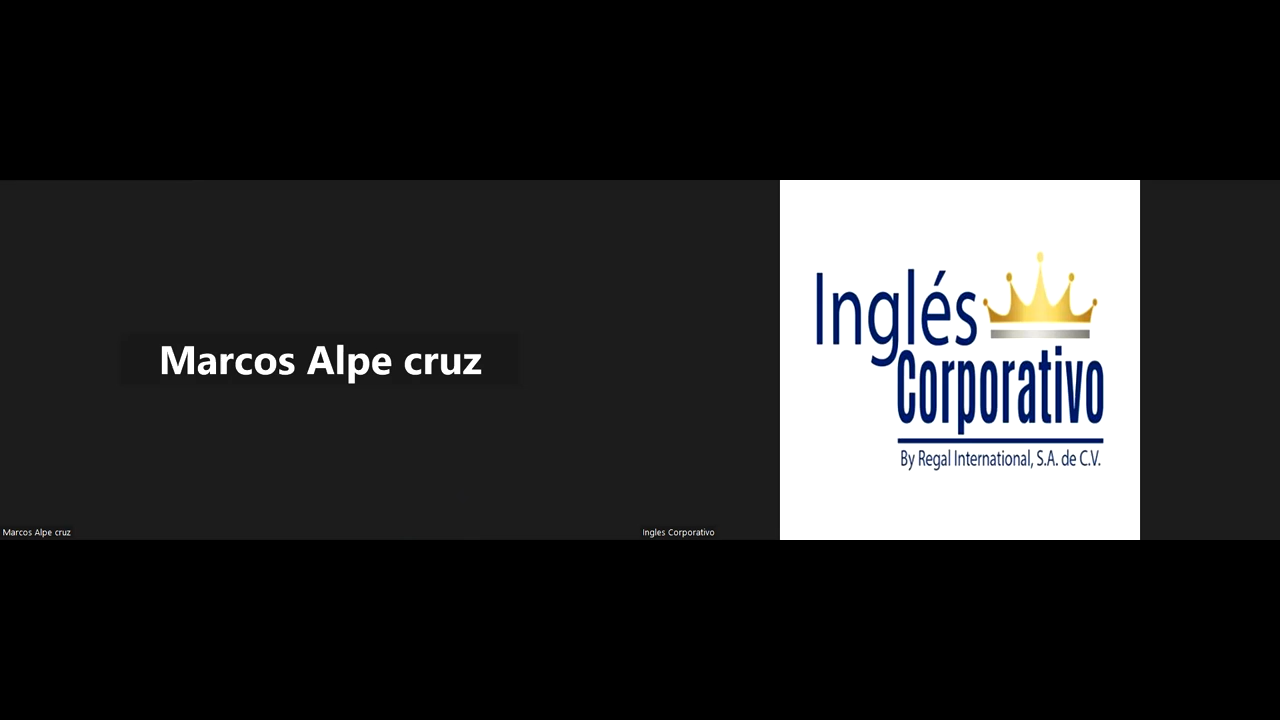 Marcos Alpe cruz
Marcos Alpe cruz
Inglés
Corporativo
By Regal International, S.A. de C.V.
Ingles Corporativo